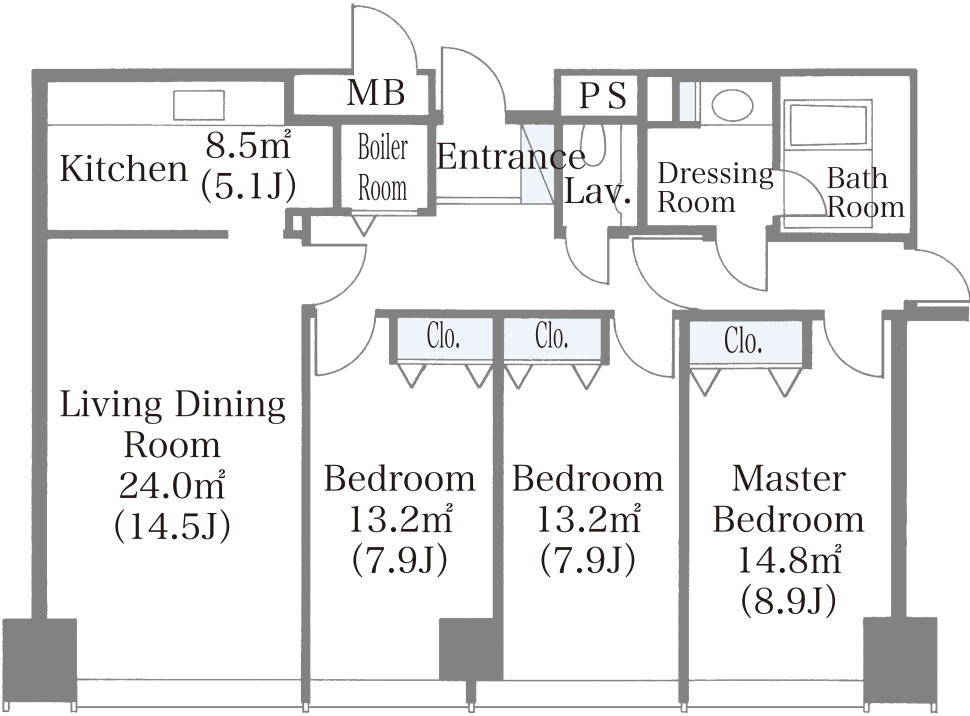 MB
PS
Kitchen
8.5㎡
(5.1J)
Boiler
Room
Entrance
Lav.
Dressing
Room
Bath
Room
Clo.
Clo.
Clo.
Living Dining
Room
24.0㎡
(14.5J)
Bedroom
13.2㎡
(7.9J)
Bedroom
13.2㎡
(7.9J)
Master
Bedroom
14.8㎡
(8.9J)